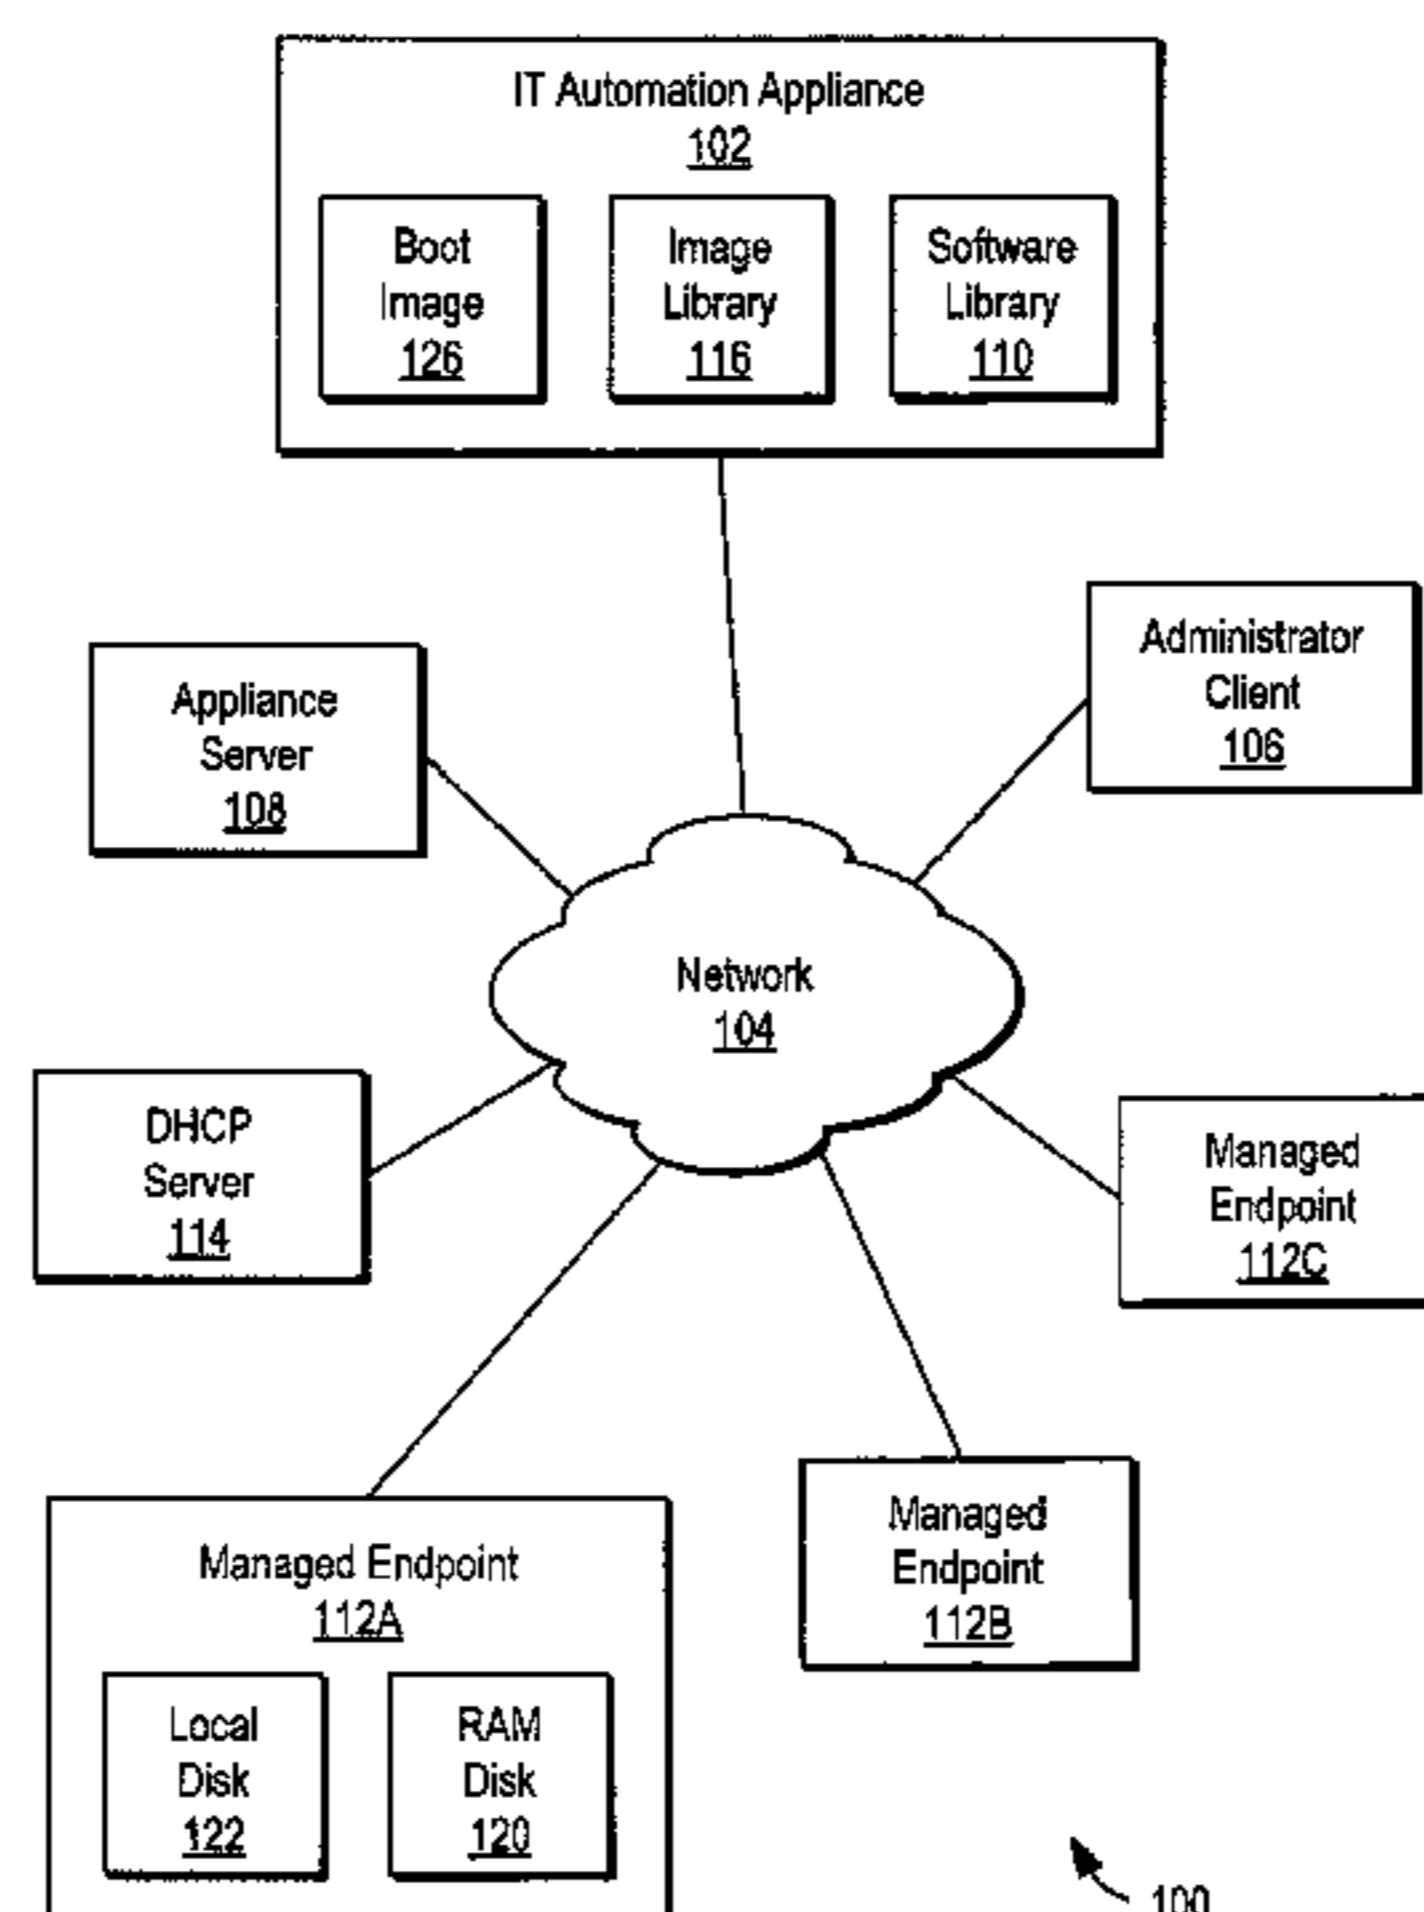 IT Automation Appliance
102
Boot
Image
126
Image
Library
116
Software
Library
110
Administrator
Client
106
Appliance
Server
108
Network
104
DHCP
Server
114
Managed
Endpoint
112C
Managed Endpoint
112A
Local
Disk
122
RAM
Disk
120
Managed
Endpoint
112B
100